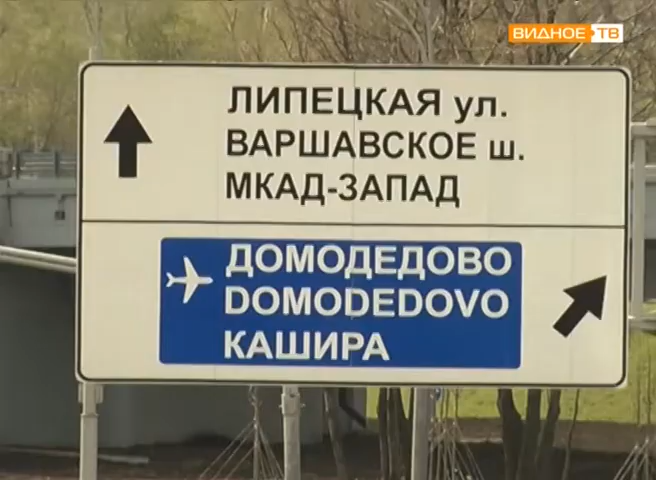 ВИДНОЕ ТВ
ЛИПЕЦКАЯ ул.
ВАРШАВСКОЕ ш.
МКАД-ЗАПАД
ДОМОДЕДОВО
DOMODEDOVO
КАШИРА